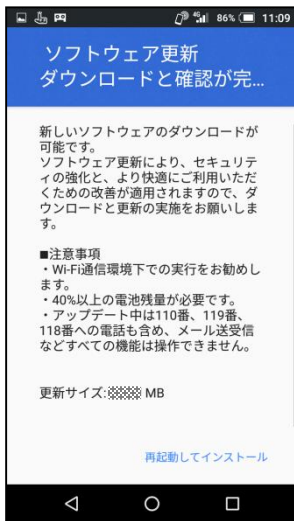 4G 86% 11:09
ソフトウェア更新
ダウンロードと確認が完...
新しいソフトウェアのダウンロードが
可能です。
ソフトウェア更新により、セキュリテ
ィの強化と、より快適にご利用いただ
くための改善が適用されますので、ダ
ウンロードと更新の実施をお願いしま
す。
■注意事項
・Wi-Fi通信環境下での実行をお勧めし
ます。
・40%以上の電池残量が必要です。
・アップデート中は110番、119番、
118番への電話も含め、メール送受信
などすべての機能は操作できません。
更新サイズ: MB
再起動してインストール